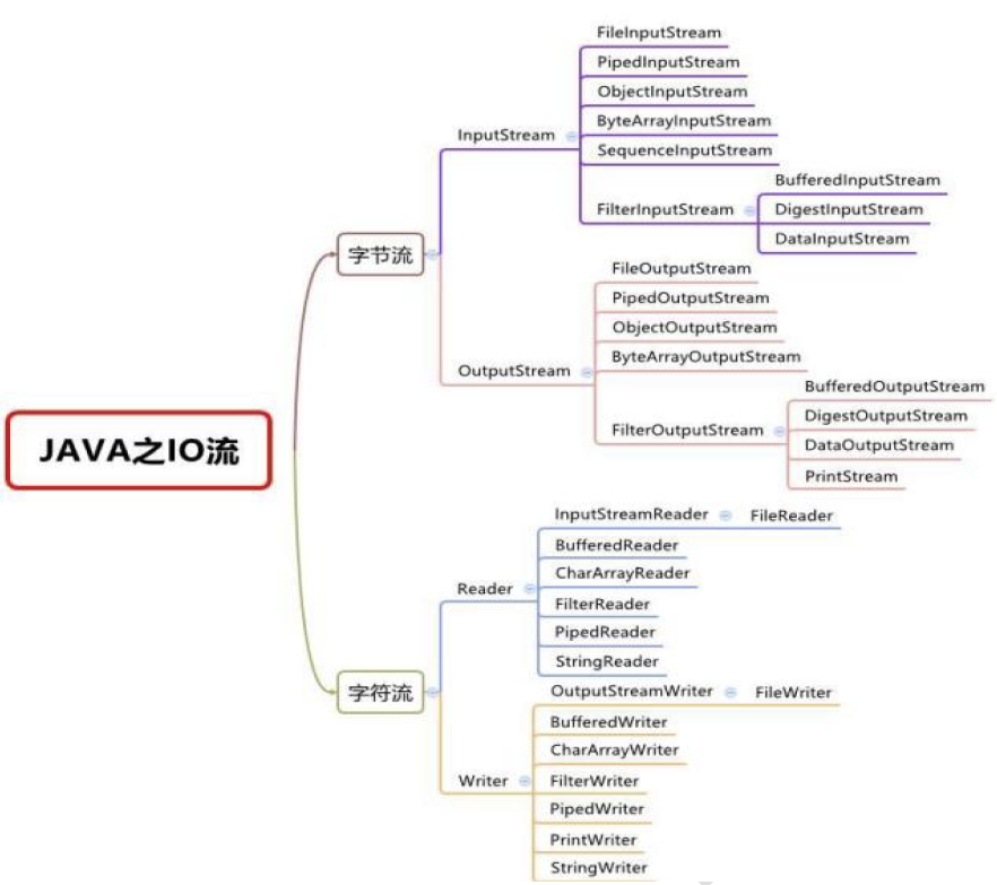 JAVA之IO流
字节流
InputStream
FileInputStream
PipedInputStream
ObjectInputStream
ByteArrayInputStream
SequenceInputStream
FilterInputStream
BufferedInputStream
DigestInputStream
DataInputStream
OutputStream
FileOutputStream
PipedOutputStream
ObjectOutputStream
ByteArrayOutputStream
FilterOutputStream
BufferedOutputStream
DigestOutputStream
DataOutputStream
PrintStream
字符流
Reader
InputStreamReader
FileReader
BufferedReader
CharArrayReader
FilterReader
PipedReader
StringReader
Writer
OutputStreamWriter
FileWriter
BufferedWriter
CharArrayWriter
FilterWriter
PipedWriter
PrintWriter
StringWriter